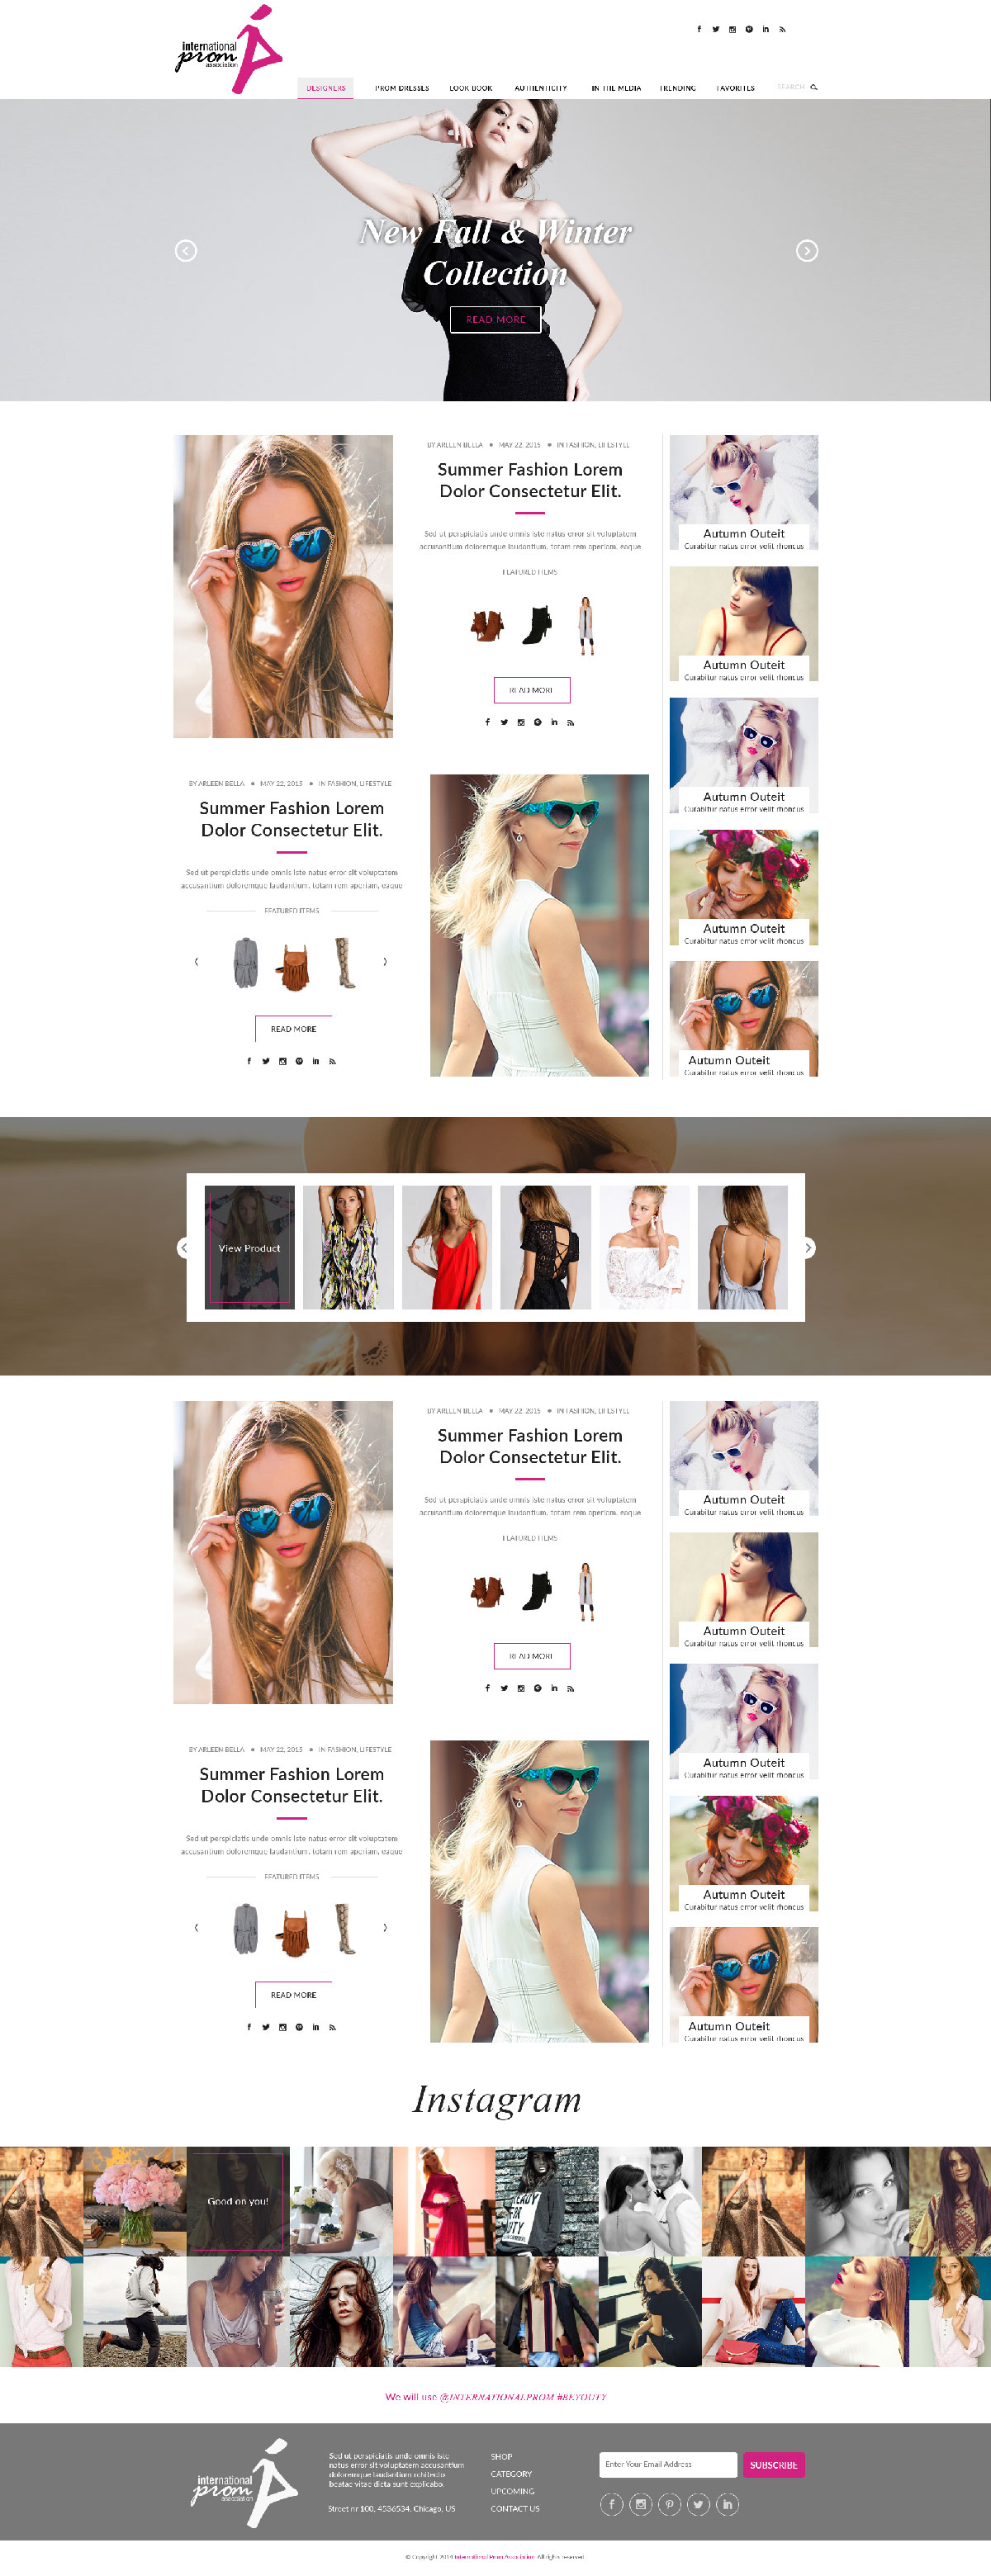 international
prom
association
DESIGNERS PROM DRESSES LOOK BOOK AUTHENTICITY IN THE MEDIA TRENDING FAVORITES SEARCH
New Fall & Winter
Collection
READ MORE
BY ARLEEN BELLA MAY 22, 2015 IN FASHION, LIFESTYLE
Summer Fashion Lorem
Dolor Consectetur Elit.
Sed ut perspiciatis unde omnis iste natus error sit voluptatem
accusantium doloremque laudantium, totam rem aperiam, eaque
FEATURED ITEMS
READ MORE
Autumn Outeit
Curabitur natus error velit rhoncus
Autumn Outeit
Curabitur natus error velit rhoncus
Autumn Outeit
Curabitur natus error velit rhoncus
Autumn Outeit
Curabitur natus error velit rhoncus
Autumn Outeit
Curabitur natus error velit rhoncus
BY ARLEEN BELLA MAY 22, 2015 IN FASHION, LIFESTYLE
Summer Fashion Lorem
Dolor Consectetur Elit.
Sed ut perspiciatis unde omnis iste natus error sit voluptatem
accusantium doloremque laudantium, totam rem aperiam, eaque
FEATURED ITEMS
READ MORE
View Product
BY ARLEEN BELLA MAY 22, 2015 IN FASHION, LIFESTYLE
Summer Fashion Lorem
Dolor Consectetur Elit.
Sed ut perspiciatis unde omnis iste natus error sit voluptatem
accusantium doloremque laudantium, totam rem aperiam, eaque
FEATURED ITEMS
READ MORE
Autumn Outeit
Curabitur natus error velit rhoncus
Autumn Outeit
Curabitur natus error velit rhoncus
Autumn Outeit
Curabitur natus error velit rhoncus
Autumn Outeit
Curabitur natus error velit rhoncus
Autumn Outeit
Curabitur natus error velit rhoncus
BY ARLEEN BELLA MAY 22, 2015 IN FASHION, LIFESTYLE
Summer Fashion Lorem
Dolor Consectetur Elit.
Sed ut perspiciatis unde omnis iste natus error sit voluptatem
accusantium doloremque laudantium, totam rem aperiam, eaque
FEATURED ITEMS
READ MORE
Instagram
Good on you!
We will use @INTERNATIONALPROM #BEYOUTY
international
prom
association
Sed ut perspiciatis unde omnis iste
natus error sit voluptatem accusantium
doloremque laudantium architecto
beatae vitae dicta sunt explicabo.
Street nr 100, 4536534, Chicago, US
SHOP
CATEGORY
UPCOMING
CONTACT US
Enter Your Email Address
SUBSCRIBE
© Copyright 2014 International Prom Association All rights reserved